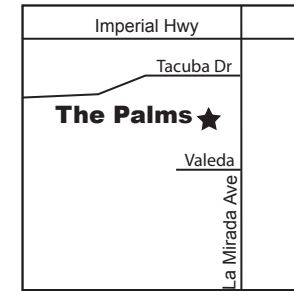 Imperial Hwy
Tacuba Dr
The Palms
Valeda
La Mirada Ave